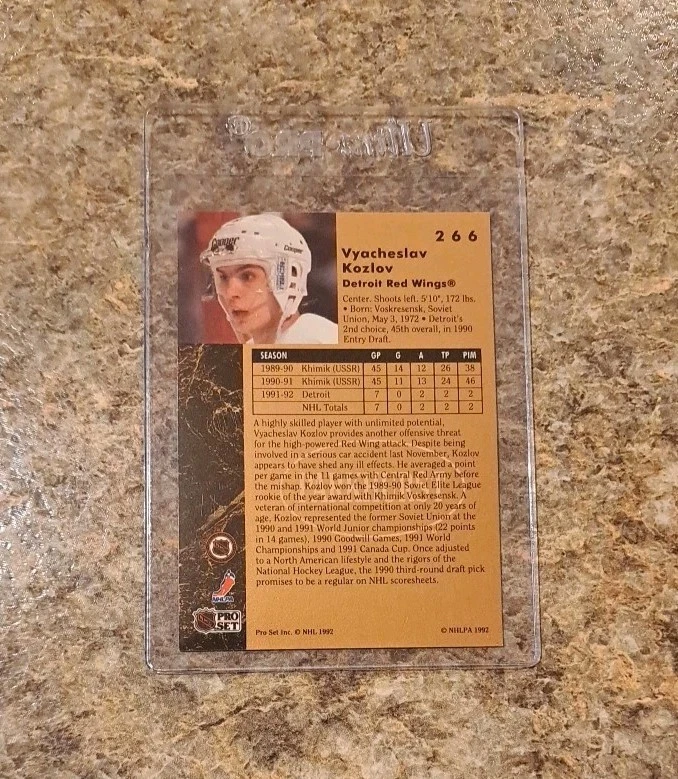 Ultra PRO®
266
Cooper
Cooper
Vyacheslav
Kozlov
Detroit Red Wings®
Center. Shoots left. 5'10", 172 lbs.
• Born: Voskresensk, Soviet
Union, May 3, 1972 • Detroit's
2nd choice, 45th overall, in 1990
Entry Draft.
SEASON GP G A TP PIM
1989-90 Khimik (USSR) 45 14 12 26 38
1990-91 Khimik (USSR) 45 11 13 24 46
1991-92 Detroit 7 0 2 2 2
NHL Totals 7 0 2 2 2
A highly skilled player with unlimited potential,
Vyacheslav Kozlov provides another offensive threat
for the high-powered Red Wing attack. Despite being
involved in a serious car accident last November, Kozlov
appears to have shed any ill effects. He averaged a point
per game in the 11 games with Central Red Army before
the mishap. Kozlov won the 1989-90 Soviet Elite League
rookie of the year award with Khimik Voskresensk. A
veteran of international competition at only 20 years of
age, Kozlov represented the former Soviet Union at the
1990 and 1991 World Junior championships (22 points
in 14 games), 1990 Goodwill Games, 1991 World
Championships and 1991 Canada Cup. Once adjusted
to a North American lifestyle and the rigors of the
National Hockey League, the 1990 third-round draft pick
promises to be a regular on NHL scoresheets.
NHLPA
PRO
SET
Pro Set Inc. © NHL 1992
© NHLPA 1992